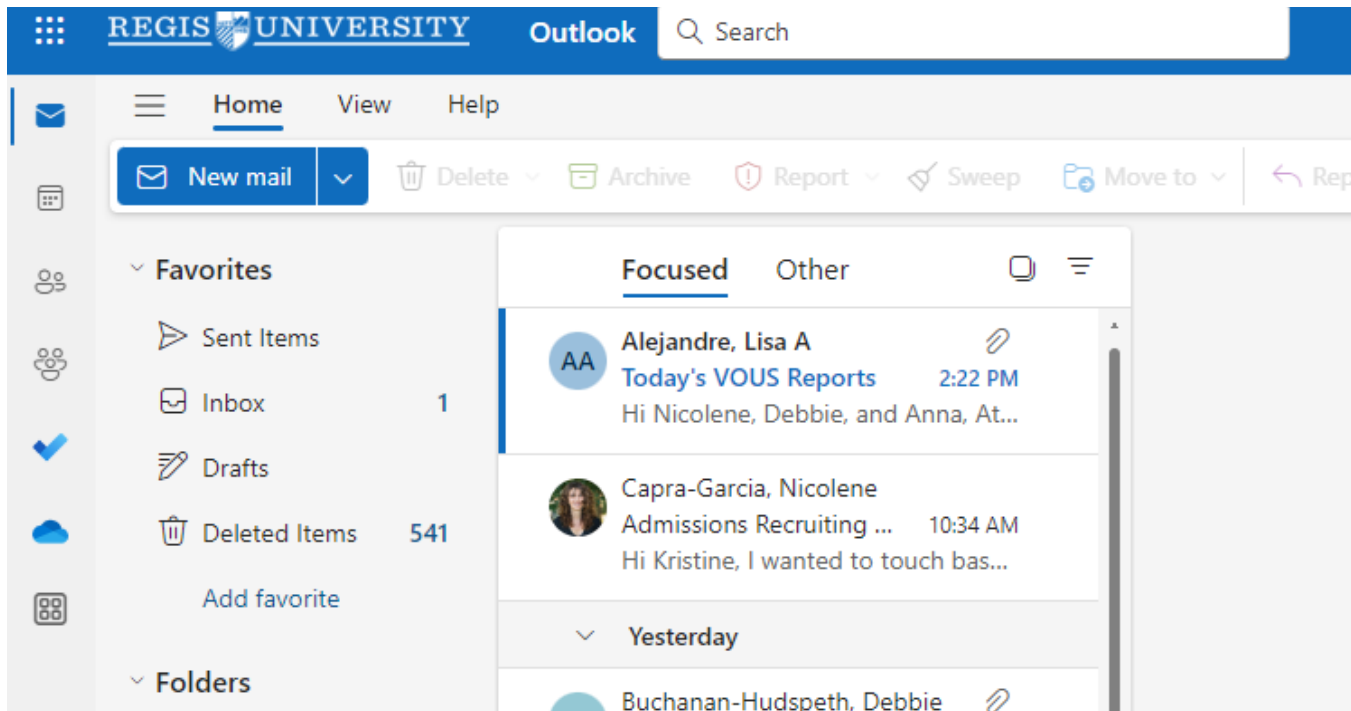 REGIS UNIVERSITY Outlook Search
Home View Help
New mail Delete Archive Report Sweep Move to
Favorites
Sent Items
Inbox 1
Drafts
Deleted Items 541
Add favorite
Folders
Focused Other
AA
Alejandre, Lisa A
Today's VOUS Reports 2:22 PM
Hi Nicolene, Debbie, and Anna, At...
Capra-Garcia, Nicolene
Admissions Recruiting ... 10:34 AM
Hi Kristine, I wanted to touch bas...
Yesterday
Buchanan-Hudspeth, Debbie